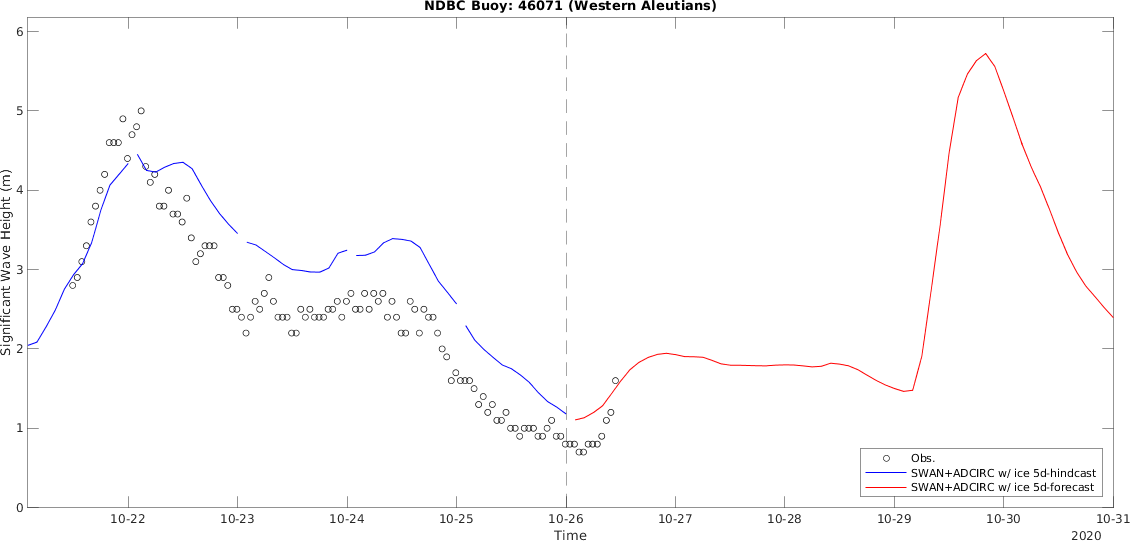 NDBC Buoy: 46071 (Western Aleutians)
Significant Wave Height (m)
6
5
4
3
2
1
0
Obs.
SWAN+ADCIRC w/ ice 5d-hindcast
SWAN+ADCIRC w/ ice 5d-forecast
10-22 10-23 10-24 10-25 10-26 10-27 10-28 10-29 10-30 10-31
Time
2020